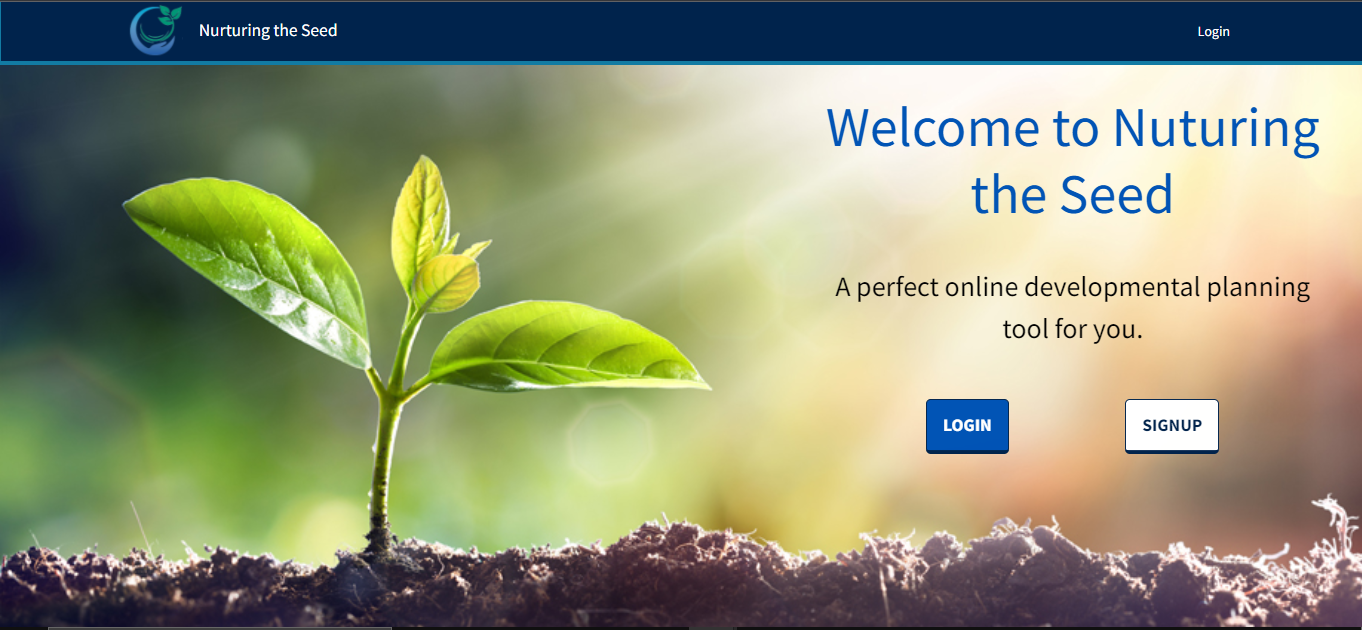 Nurturing the Seed
Login
Welcome to Nuturing
the Seed
A perfect online developmental planning
tool for you.
LOGIN
SIGNUP